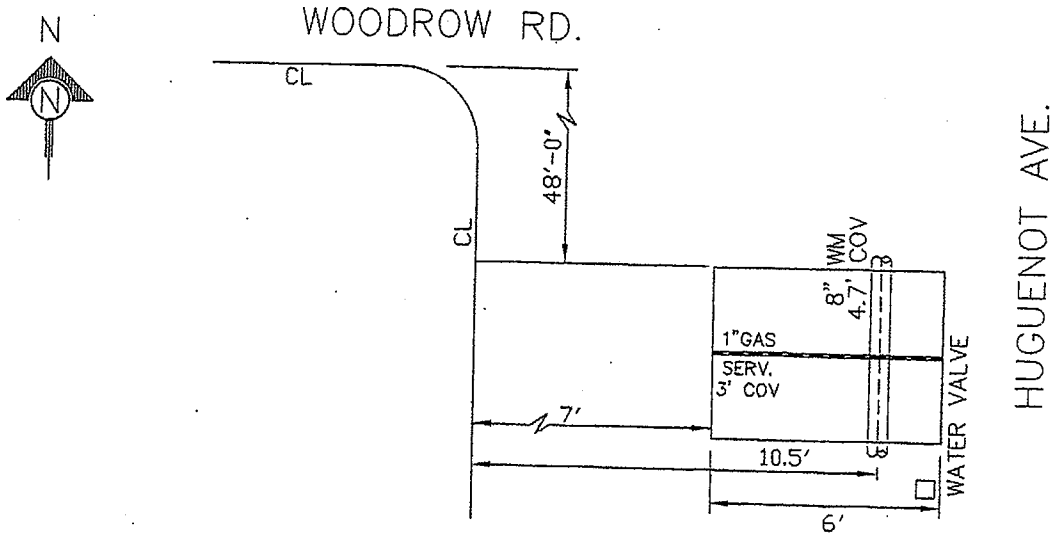 WOODROW RD.
N
N
CL
48'-0"
CL
HUGUENOT AVE.
8" WM
4.7' COV
1" GAS
SERV.
3' COV
WATER VALVE
7'
10.5'
6'